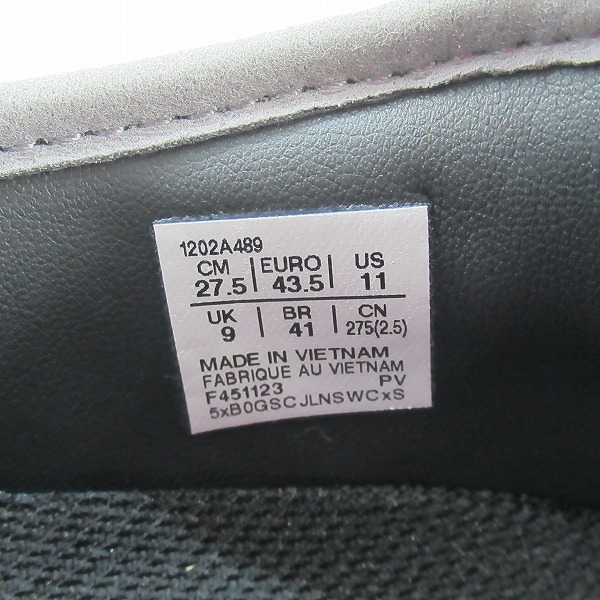 1202A489
CM EURO US
27.5 43.5 11
UK BR CN
9 41 275(2.5)
MADE IN VIETNAM
FABRIQUE AU VIETNAM
F451123 PV
5xB0GSCJLNSWCxS